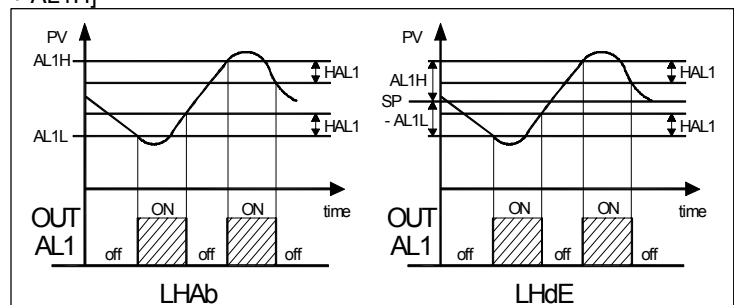 AL1H]
PV
AL1H
HAL1
HAL1
AL1L
OUT
AL1
off
ON
off
ON
off
time
LHAb
PV
AL1H
SP
- AL1L
HAL1
HAL1
OUT
AL1
off
ON
off
ON
off
time
LHdE